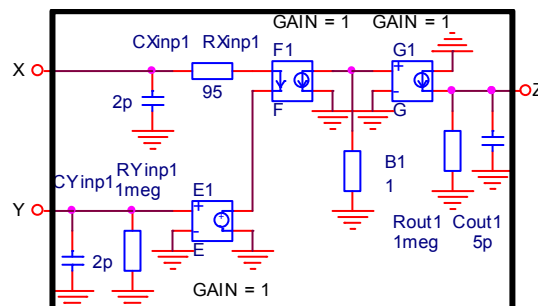 GAIN = 1 GAIN = 1
CXinp1 RXinp1 F1 G1
X + Z
2p 95 F - G
CYinp1 RYinp1 B1
1meg E1 1
Y + Rout1 Cout1
2p - E 1meg 5p
GAIN = 1